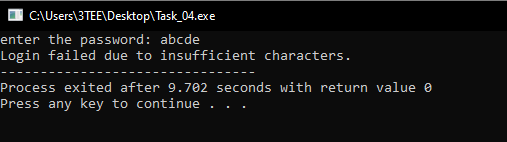 C:\Users\3TEE\Desktop\Task_04.exe
enter the password: abcde
Login failed due to insufficient characters.
--------------------------------
Process exited after 9.702 seconds with return value 0
Press any key to continue . . .